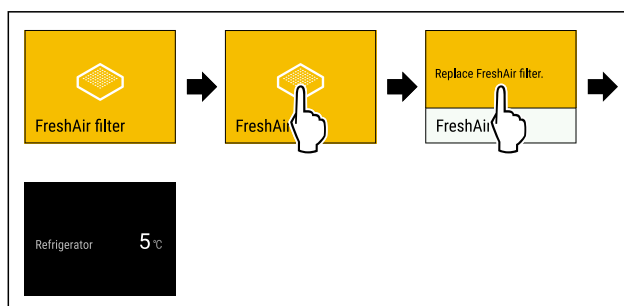 FreshAir filter
FreshAi
Replace FreshAir filter.
FreshAi
Refrigerator 5 °C